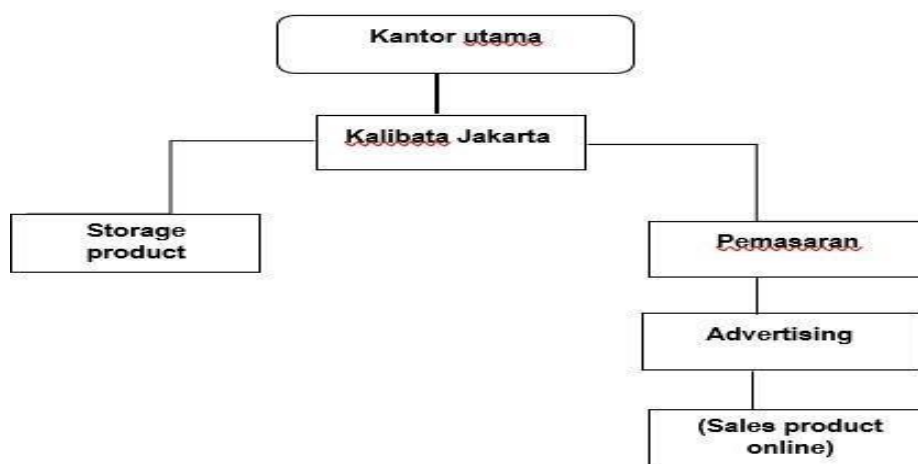 Kantor utama
Kalibata Jakarta
Storage
product
Pemasaran
Advertising
(Sales product
online)